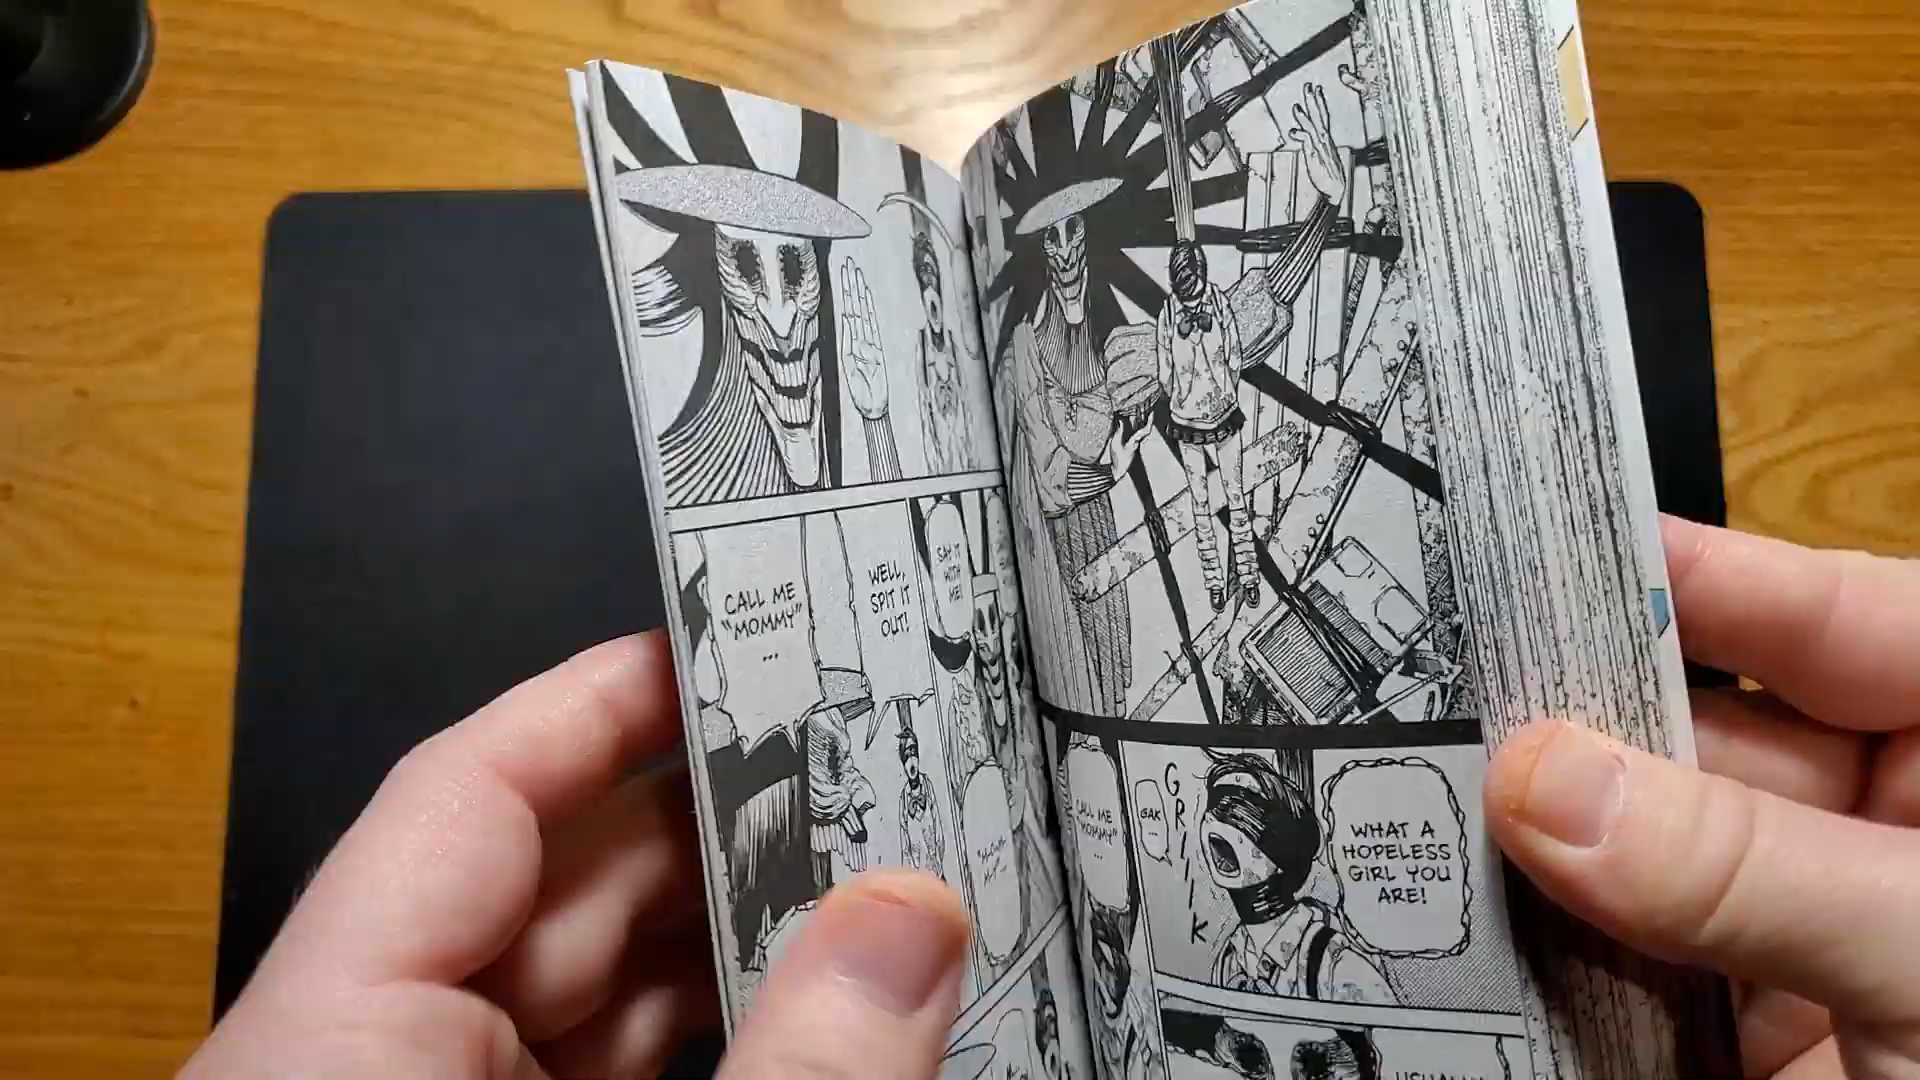 SAY IT
WITH
ME!
WELL,
SPIT IT
OUT!
CALL ME
"MOMMY"
...
WHAT A
HOPELESS
GIRL YOU
ARE!
GAK
...
GRIIIK
CALL ME
"MOMMY"
...